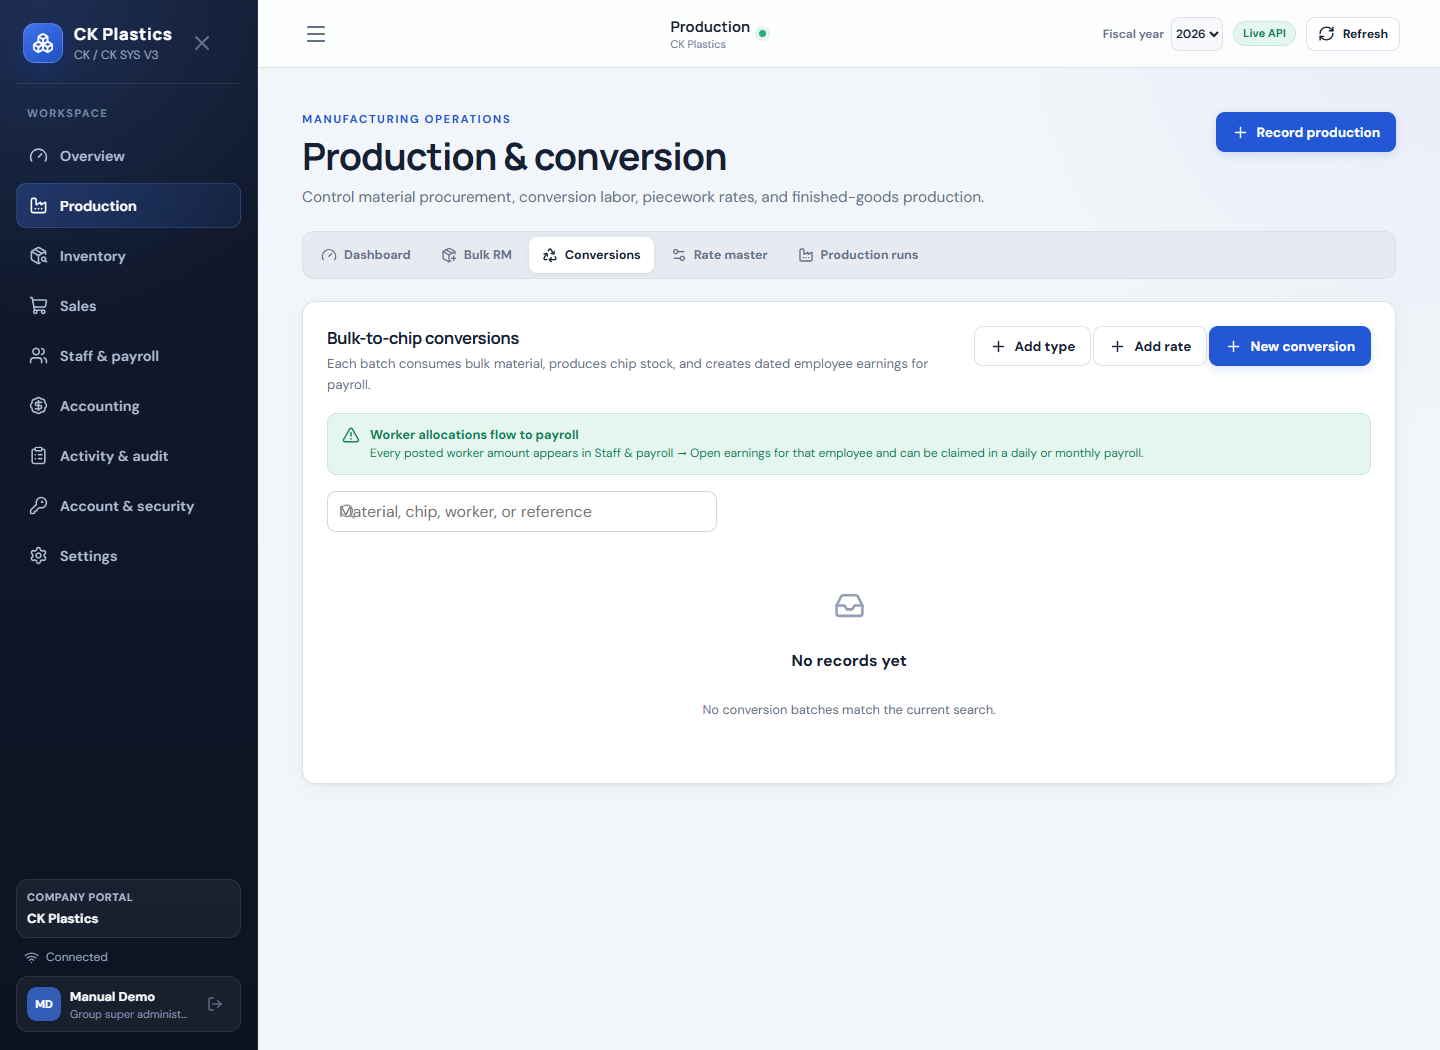 CK Plastics
CK / CK SYS V3
WORKSPACE
Overview
Production
Inventory
Sales
Staff & payroll
Accounting
Activity & audit
Account & security
Settings
COMPANY PORTAL
CK Plastics
Connected
MD
Manual Demo
Group super administ...
Production
CK Plastics
Fiscal year
2026
Live API
Refresh
MANUFACTURING OPERATIONS
Production & conversion
Control material procurement, conversion labor, piecework rates, and finished-goods production.
Record production
Dashboard
Bulk RM
Conversions
Rate master
Production runs
Bulk-to-chip conversions
Each batch consumes bulk material, produces chip stock, and creates dated employee earnings for
payroll.
Add type
Add rate
New conversion
Worker allocations flow to payroll
Every posted worker amount appears in Staff & payroll → Open earnings for that employee and can be claimed in a daily or monthly payroll.
Material, chip, worker, or reference
No records yet
No conversion batches match the current search.